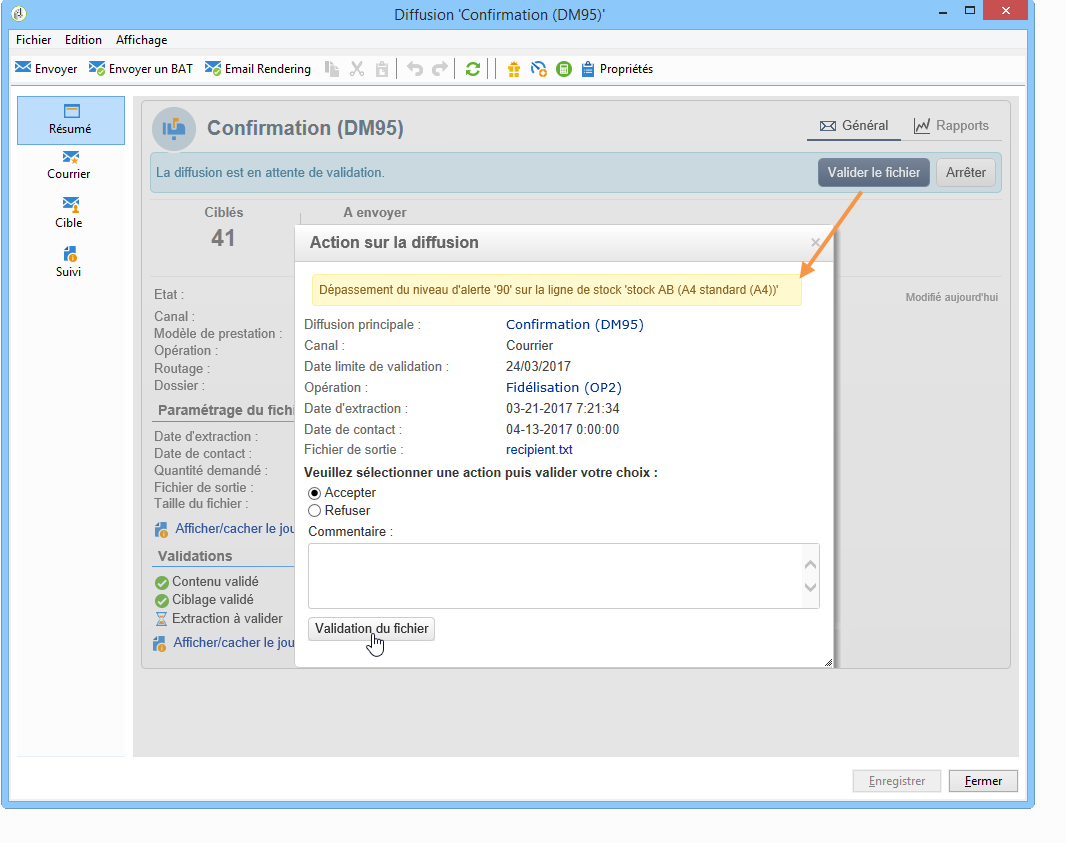 Diffusion 'Confirmation (DM95)'
Fichier Edition Affichage
Envoyer Envoyer un BAT Email Rendering Propriétés
Résumé
Courrier
Cible
Suivi
Confirmation (DM95)
Général Rapports
La diffusion est en attente de validation.
Valider le fichier Arrêter
Ciblés A envoyer
41
Etat :
Modifié aujourd'hui
Canal :
Modèle de prestation :
Opération :
Routage :
Dossier :
Paramétrage du fichi
Date d'extraction :
Date de contact :
Quantité demandé :
Fichier de sortie :
Taille du fichier :
Afficher/cacher le jou
Validations
Contenu validé
Ciblage validé
Extraction à valider
Afficher/cacher le jou
Action sur la diffusion
Dépassement du niveau d'alerte '90' sur la ligne de stock 'stock AB (A4 standard (A4))'
Diffusion principale : Confirmation (DM95)
Canal : Courrier
Date limite de validation : 24/03/2017
Opération : Fidélisation (OP2)
Date d'extraction : 03-21-2017 7:21:34
Date de contact : 04-13-2017 0:00:00
Fichier de sortie : recipient.txt
Veuillez sélectionner une action puis valider votre choix :
Accepter
Refuser
Commentaire :
Validation du fichier
Enregistrer Fermer